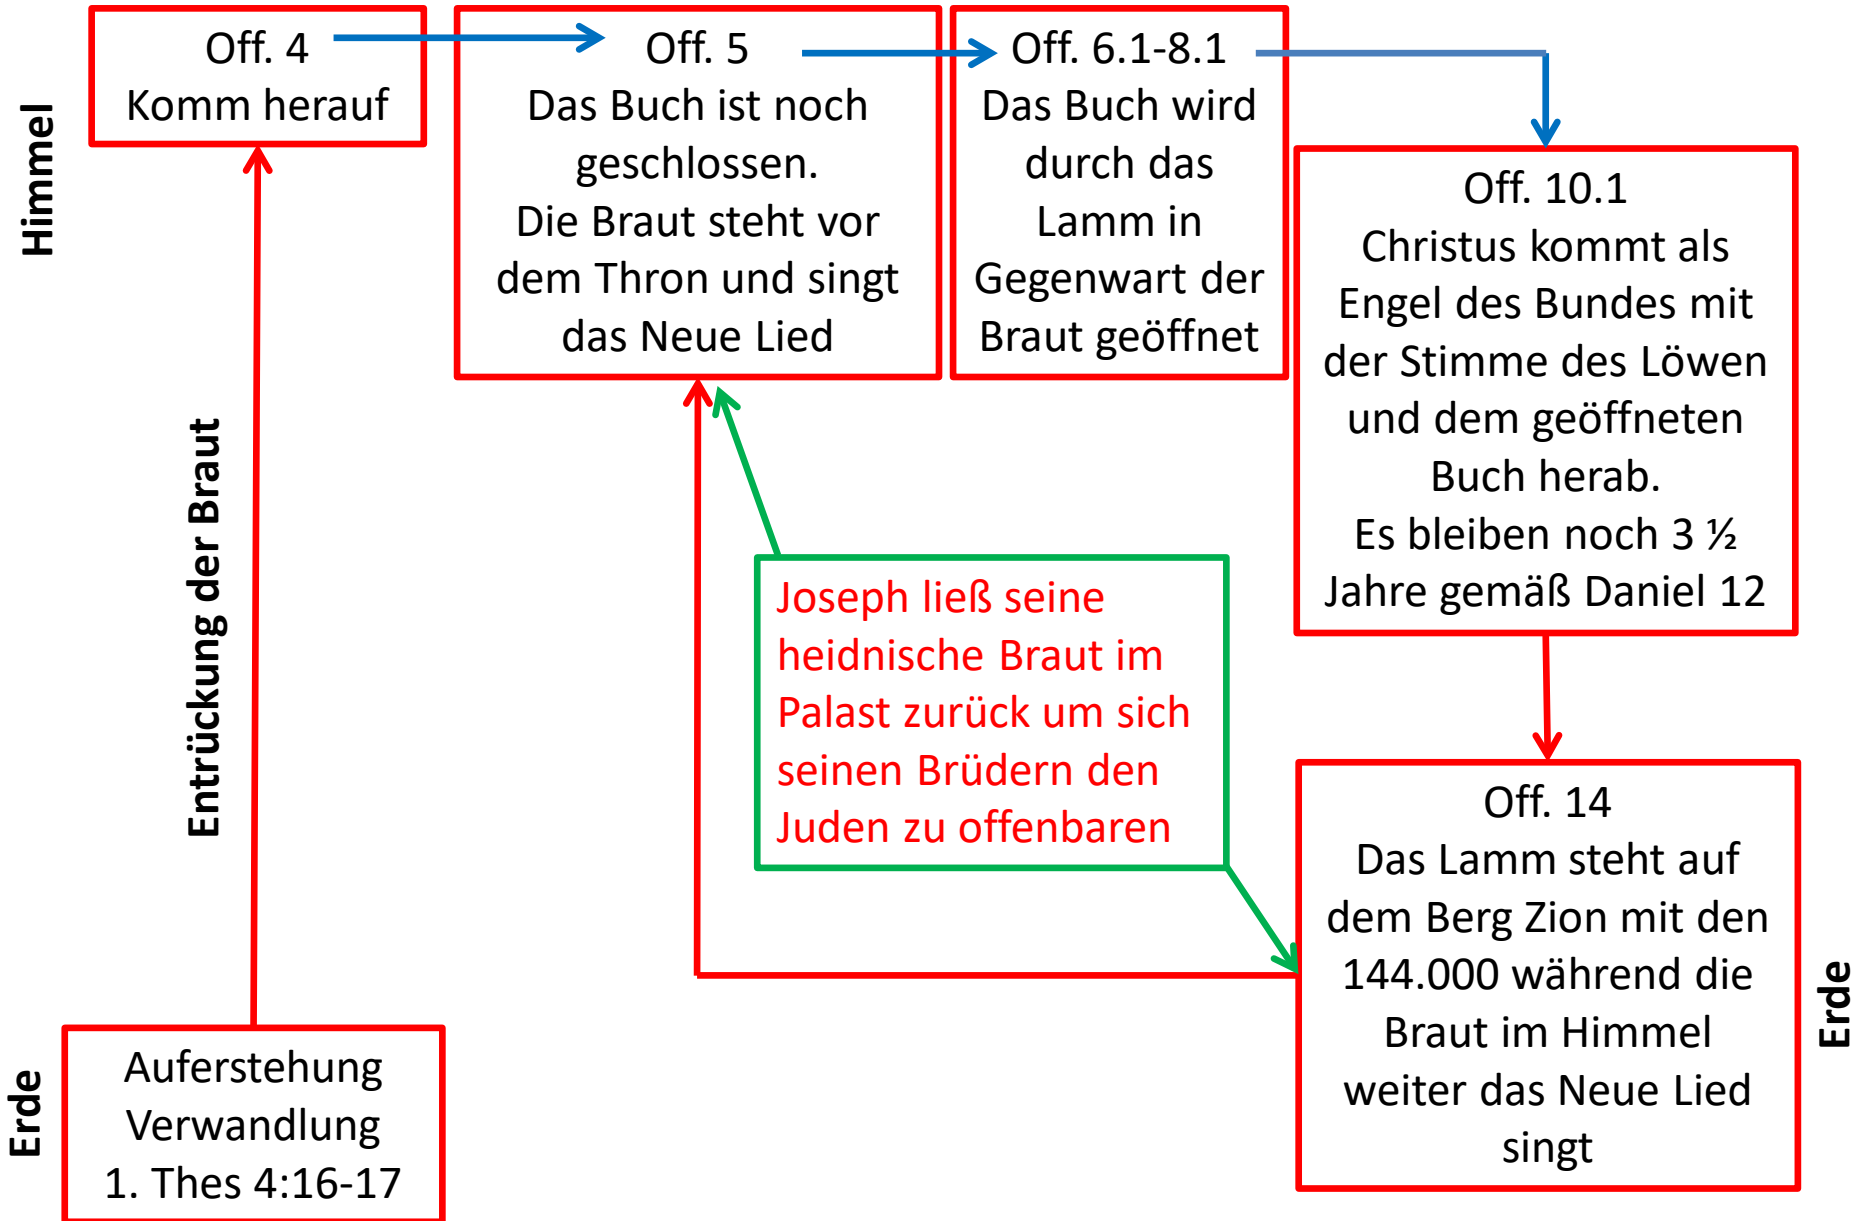 Off. 4
Komm herauf
Off. 5
Das Buch ist noch
geschlossen.
Die Braut steht vor
dem Thron und singt
das Neue Lied
Off. 6.1-8.1
Das Buch wird
durch das
Lamm in
Gegenwart der
Braut geöffnet
Off. 10.1
Christus kommt als
Engel des Bundes mit
der Stimme des Löwen
und dem geöffneten
Buch herab.
Es bleiben noch 3 ½
Jahre gemäß Daniel 12
Himmel
Entrückung der Braut
Joseph ließ seine
heidnische Braut im
Palast zurück um sich
seinen Brüdern den
Juden zu offenbaren
Off. 14
Das Lamm steht auf
dem Berg Zion mit den
144.000 während die
Braut im Himmel
weiter das Neue Lied
singt
Erde
Erde
Auferstehung
Verwandlung
1. Thes 4:16-17